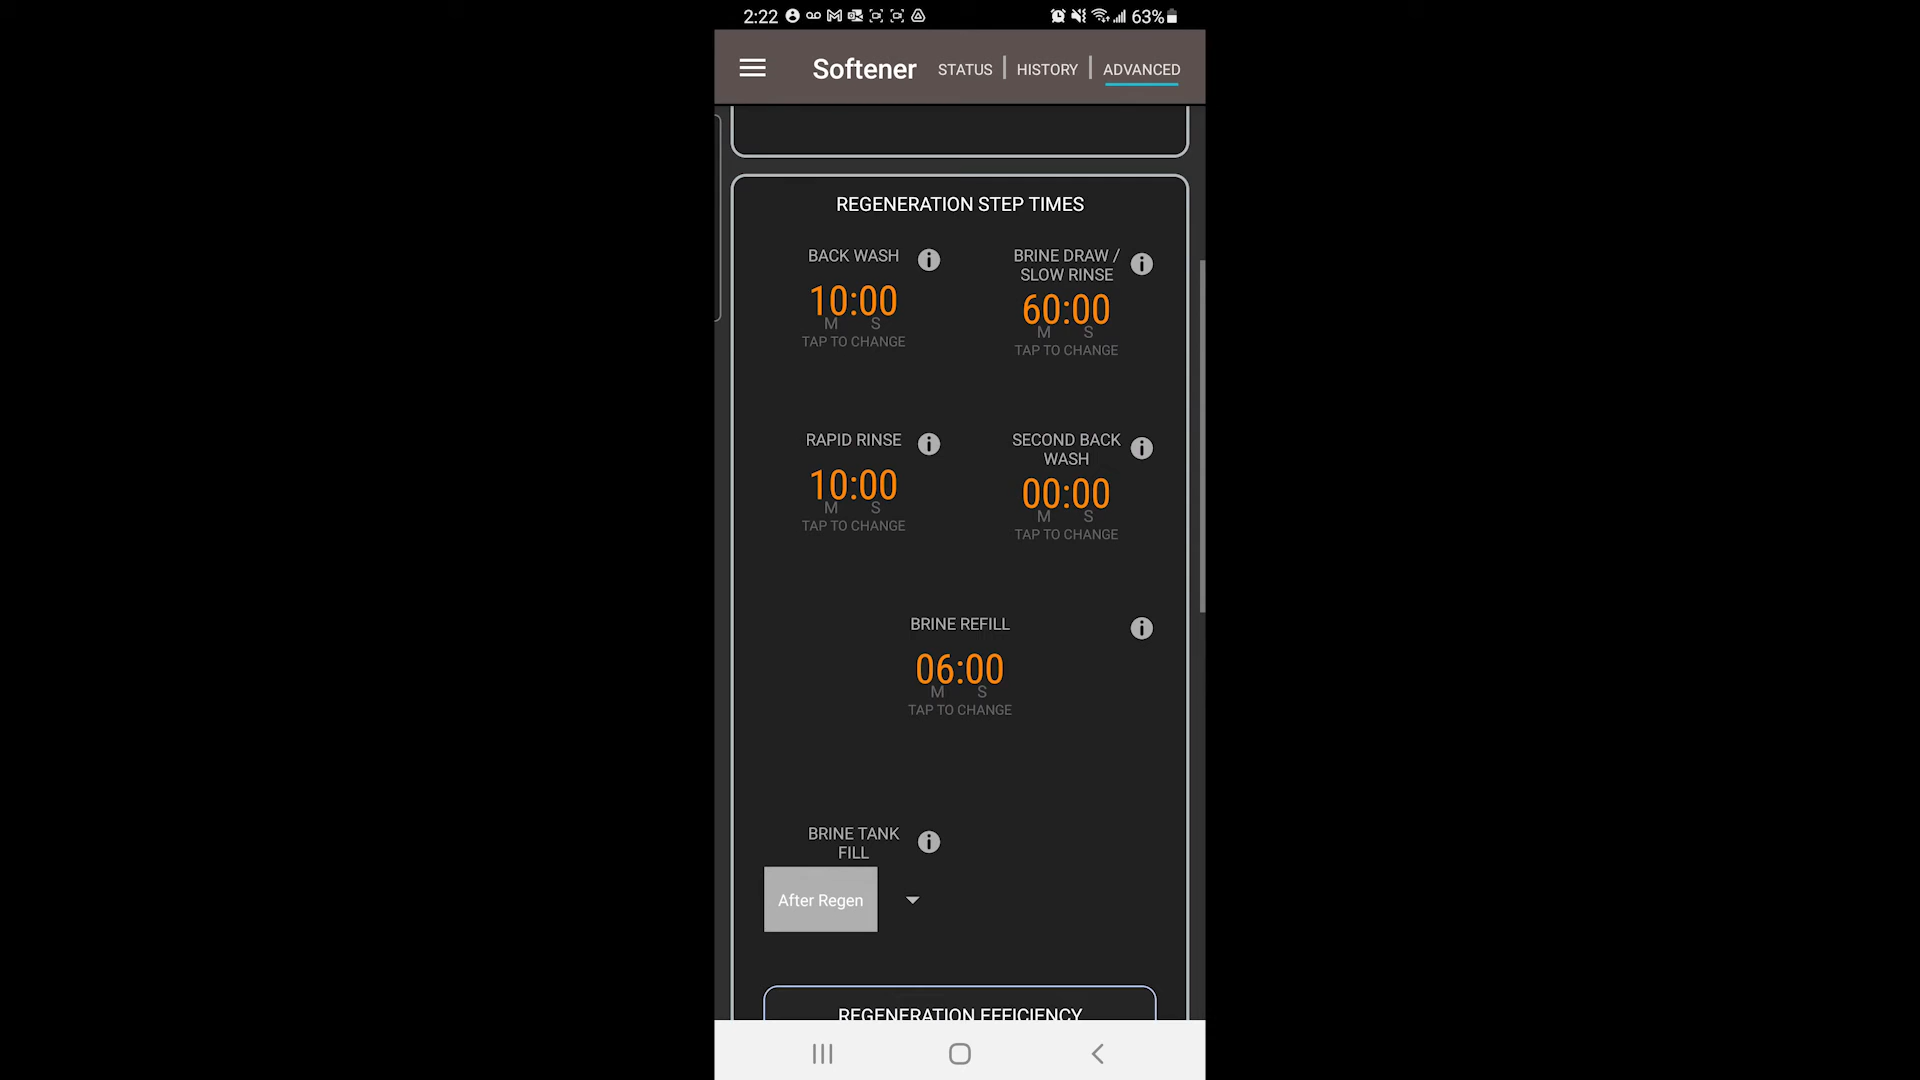 2:22 63%
Softener STATUS | HISTORY | ADVANCED
REGENERATION STEP TIMES
BACK WASH
10:00
M S
TAP TO CHANGE
BRINE DRAW /
SLOW RINSE
60:00
M S
TAP TO CHANGE
RAPID RINSE
10:00
M S
TAP TO CHANGE
SECOND BACK
WASH
00:00
M S
TAP TO CHANGE
BRINE REFILL
06:00
M S
TAP TO CHANGE
BRINE TANK
FILL
After Regen
REGENERATION EFFICIENCY